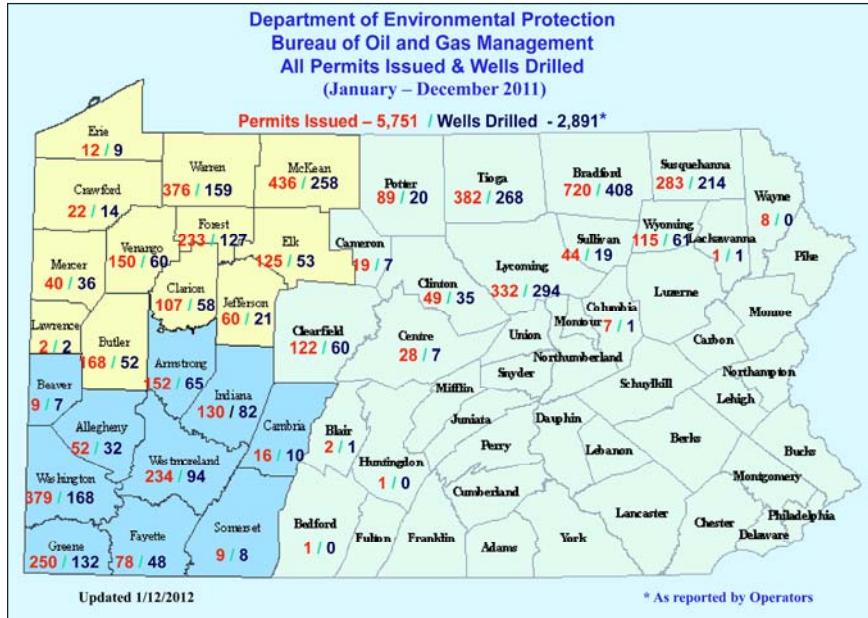 Department of Environmental Protection
Bureau of Oil and Gas Management
All Permits Issued & Wells Drilled
(January – December 2011)
Permits Issued – 5,751 / Wells Drilled - 2,891*
Erie
12 / 9
Warren
376 / 159
McKean
436 / 258
Potter
89 / 20
Tioga
382 / 268
Bradford
720 / 408
Susquehanna
283 / 214
Wayne
8 / 0
Crawford
22 / 14
Forest
233 / 127
Venango
150 / 60
Elk
125 / 53
Cameron
19 / 7
Sullivan
44 / 19
Wyoming
115 / 61
Lackawanna
1 / 1
Pike
Mercer
40 / 36
Clarion
107 / 58
Jefferson
60 / 21
Clinton
49 / 35
Lycoming
332 / 294
Columbia
7 / 1
Luzerne
Monroe
Lawrence
2 / 2
Butler
168 / 52
Clearfield
122 / 60
Centre
28 / 7
Union
Montour
Northumberland
Carbon
Northampton
Armstrong
152 / 65
Beaver
9 / 7
Indiana
130 / 82
Snyder
Mifflin
Schuylkill
Lehigh
Allegheny
52 / 32
Cambria
16 / 10
Blair
2 / 1
Juniata
Perry
Dauphin
Lebanon
Berks
Bucks
Westmoreland
234 / 94
Huntingdon
1 / 0
Montgomery
Washington
379 / 168
Cumberland
Lancaster
Chester
Philadelphia
Delaware
Greene
250 / 132
Fayette
78 / 48
Somerset
9 / 8
Bedford
1 / 0
Fulton
Franklin
Adams
York
Updated 1/12/2012
* As reported by Operators